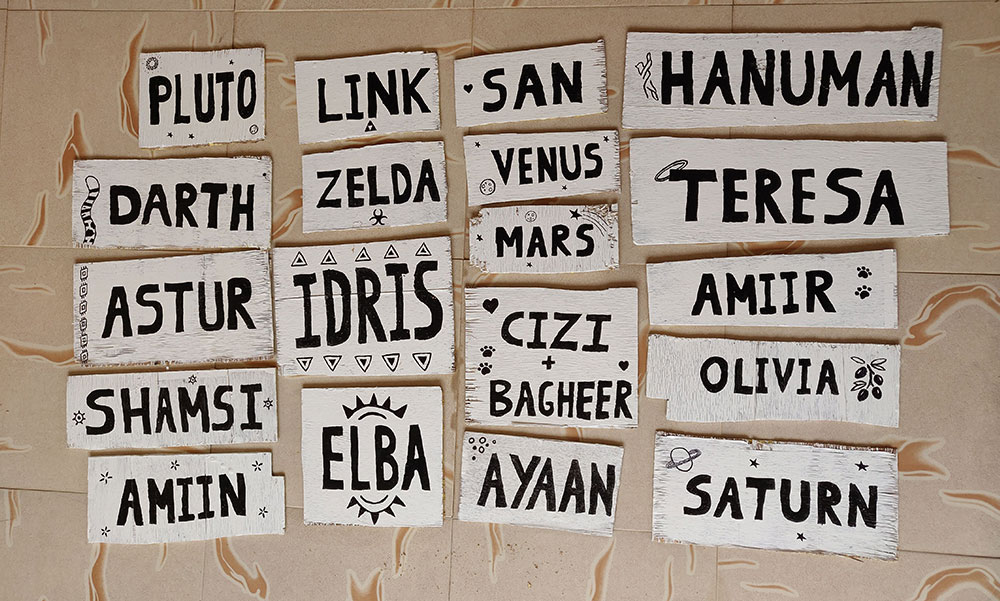 PLUTO
LINK
SAN
HANUMAN
DARTH
ZELDA
VENUS
TERESA
MARS
ASTUR
IDRIS
CIZI
+
BAGHEER
AMIIR
SHAMSI
ELBA
OLIVIA
AMIIN
AYAAN
SATURN